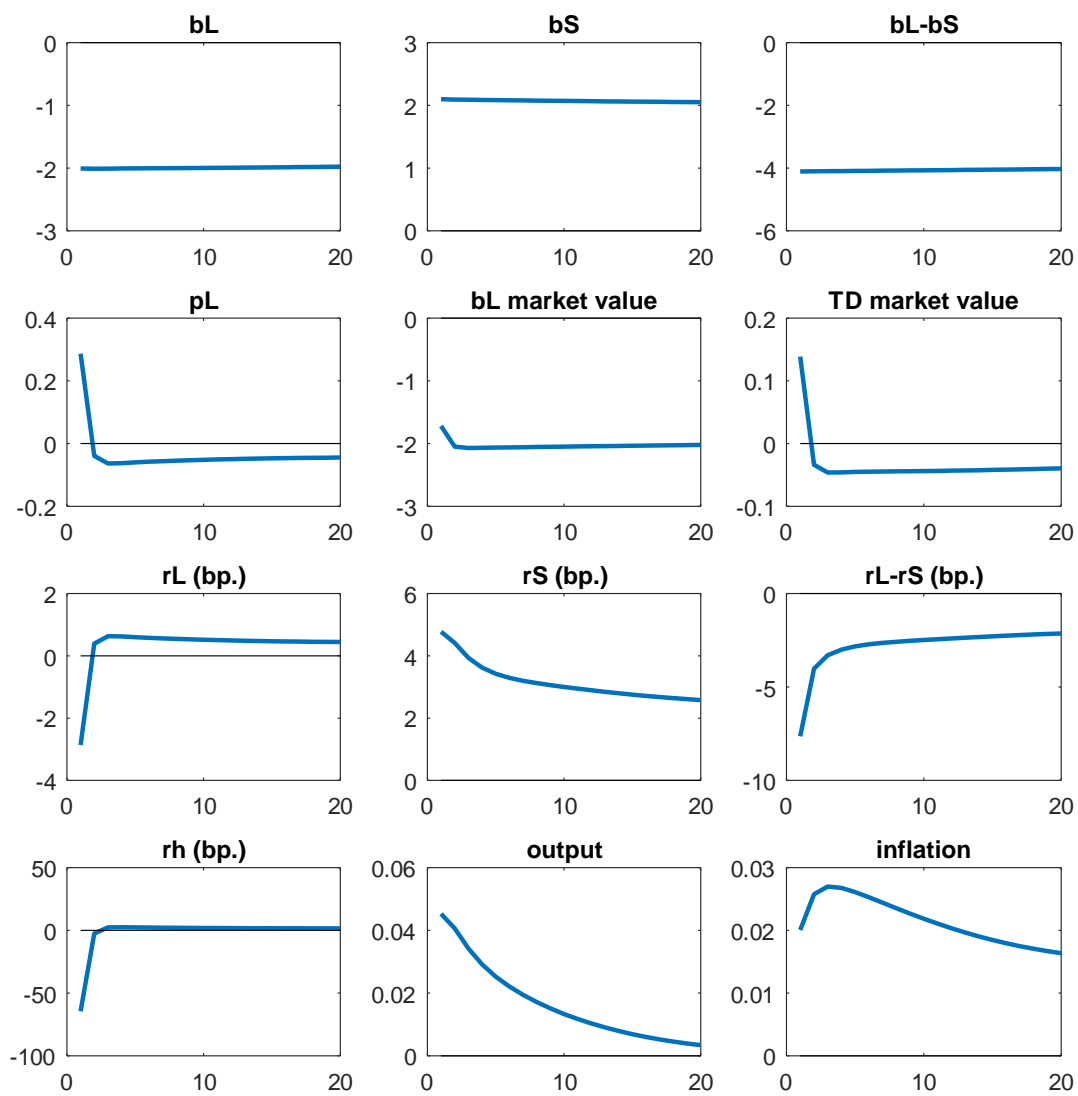 bL
0
-1
-2
-3
0 10 20
bS
3
2
1
0
0 10 20
bL-bS
0
-2
-4
-6
0 10 20
pL
0.4
0.2
0
-0.2
0 10 20
bL market value
0
-1
-2
-3
0 10 20
TD market value
0.2
0.1
0
-0.1
0 10 20
rL (bp.)
2
0
-2
-4
0 10 20
rS (bp.)
6
4
2
0
0 10 20
rL-rS (bp.)
0
-5
-10
0 10 20
rh (bp.)
50
0
-50
-100
0 10 20
output
0.06
0.04
0.02
0
0 10 20
inflation
0.03
0.02
0.01
0
0 10 20